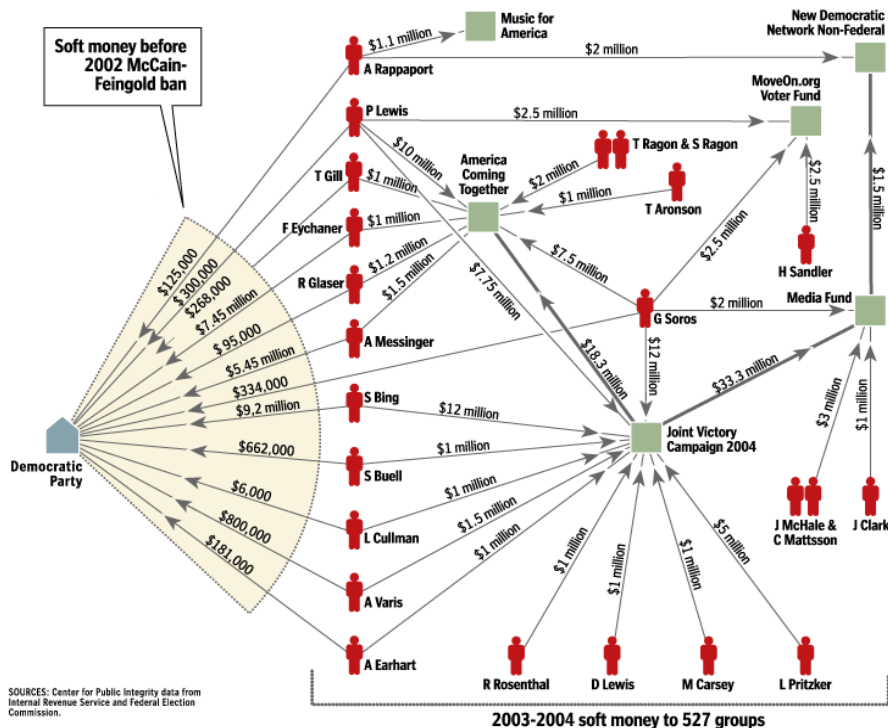 Soft money before
2002 McCain-
Feingold ban
$1.1 million
Music for
America
New Democratic
Network Non-Federal
$2 million
A Rappaport
MoveOn.org
Voter Fund
P Lewis
$2.5 million
$10 million
T Ragon & S Ragon
America
Coming
Together
T Gill
$1 million
$2 million
$1 million
T Aronson
$2.5 million
$1.5 million
F Eychaner
$1 million
$125,000
$300,000
$268,000
$7.45 million
$95,000
$5.45 million
$334,000
$9,2 million
$662,000
$6,000
$800,000
$181,000
R Glaser
$1.2 million
$1.5 million
$7.75 million
$7.5 million
$2.5 million
H Sandler
G Soros
$2 million
Media Fund
A Messinger
$18.3 million
$12 million
$33.3 million
S Bing
$12 million
$3 million
$1 million
Joint Victory
Campaign 2004
Democratic
Party
S Buell
$1 million
L Cullman
$1 million
J McHale &
C Mattsson
J Clark
A Varis
$1.5 million
$1 million
$1 million
$1 million
$1 million
$5 million
A Earhart
R Rosenthal
D Lewis
M Carsey
L Pritzker
SOURCES: Center for Public Integrity data from
Internal Revenue Service and Federal Election
Commission.
2003-2004 soft money to 527 groups